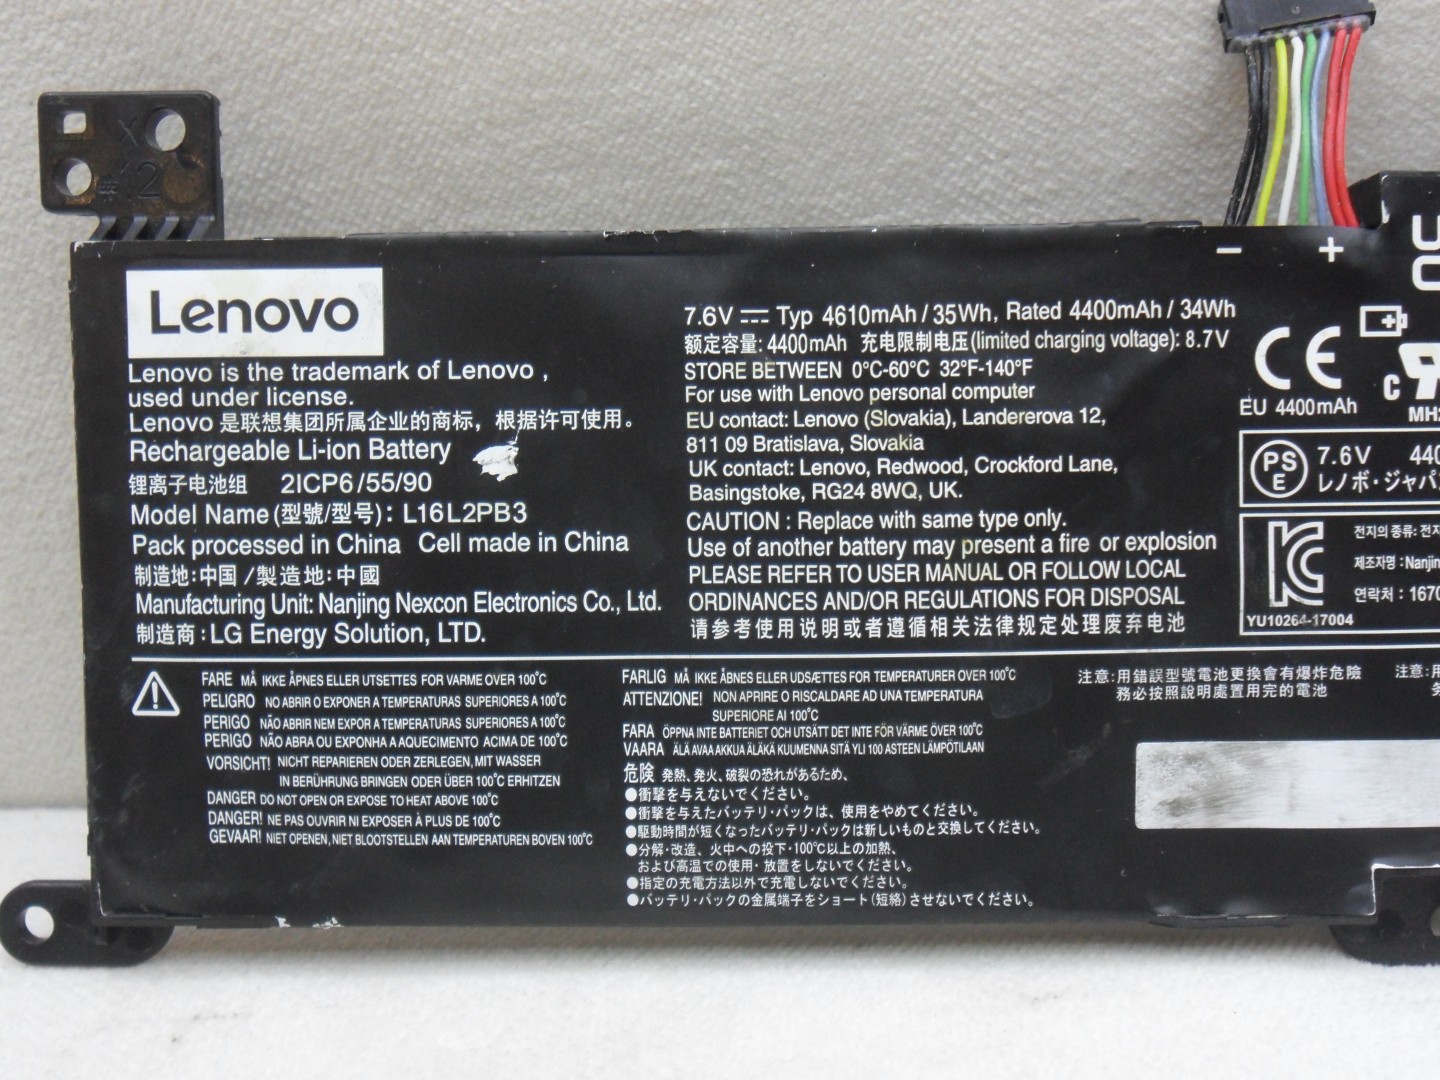 X
12
Lenovo
Lenovo is the trademark of Lenovo ,
used under license.
Lenovo 是联想集团所属企业的商标，根据许可使用。
Rechargeable Li-ion Battery
锂离子电池组 2ICP6/55/90
Model Name(型號/型号): L16L2PB3
Pack processed in China Cell made in China
制造地:中国/製造地:中國
Manufacturing Unit: Nanjing Nexcon Electronics Co., Ltd.
制造商:LG Energy Solution, LTD.
- +
7.6V Typ 4610mAh/35Wh, Rated 4400mAh/34Wh
额定容量:4400mAh 充电限制电压(limited charging voltage): 8.7V
STORE BETWEEN 0°C-60°C 32°F-140°F
For use with Lenovo personal computer
EU contact: Lenovo (Slovakia), Landererova 12,
811 09 Bratislava, Slovakia
UK contact: Lenovo, Redwood, Crockford Lane,
Basingstoke, RG24 8WQ, UK.
CAUTION : Replace with same type only.
Use of another battery may present a fire or explosion
PLEASE REFER TO USER MANUAL OR FOLLOW LOCAL
ORDINANCES AND/OR REGULATIONS FOR DISPOSAL
请参考使用说明或者遵循相关法律规定处理废弃电池
CE
EU 4400mAh
c
PS
E
7.6V
レノボ・ジャパ
전지의 종류:
제조자명 : Nanjin
연락처 : 1670
YU10264-17004
FARE MÅ IKKE ÅPNES ELLER UTSETTES FOR VARME OVER 100°C
PELIGRO NO ABRIR O EXPONER A TEMPERATURAS SUPERIORES A 100°C
PERIGO NÃO ABRIR NEM EXPOR A TEMPERATURAS SUPERIORES A 100°C
PERIGO NÃO ABRA OU EXPONHA A AQUECIMENTO ACIMA DE 100°C
VORSICHT! NICHT REPARIEREN ODER ZERLEGEN, MIT WASSER
IN BERÜHRUNG BRINGEN ODER ÜBER 100°C ERHITZEN
DANGER DO NOT OPEN OR EXPOSE TO HEAT ABOVE 100°C
DANGER! NE PAS OUVRIR NI EXPOSER À PLUS DE 100°C
GEVAAR! NIET OPENEN, NIET BLOOTSTELLEN AAN TEMPERATUREN BOVEN 100°C
FARLIG MÅ IKKE ÅBNES ELLER UDSÆTTES FOR TEMPERATURER OVER 100°C
ATTENZIONE! NON APRIRE O RISCALDARE AD UNA TEMPERATURA
SUPERIORE AI 100°C
FARA ÖPPNA INTE BATTERIET OCH UTSÄTT DET INTE FÖR VÄRME ÖVER 100°C
VAARA ÄLÄ AVAA AKKUA ÄLÄKÄ KUUMENNA SITÄ YLI 100 ASTEEN LÄMPÖTILAAN
危険 発熱、発火、破裂の恐れがあるため、
●衝撃を与えないでください。
●衝撃を与えたバッテリ・パックは、使用をやめてください。
●駆動時間が短くなったバッテリ・パックは新しいものと交換してください。
●分解・改造、火中への投下・100℃以上の加熱、
および高温での使用・放置をしないでください。
●指定の充電方法以外で充電しないでください。
●バッテリ・パックの金属端子をショート(短絡)させないでください。
注意:用錯誤型號電池更換會有爆炸危險
務必按照說明處置用完的電池
注意: